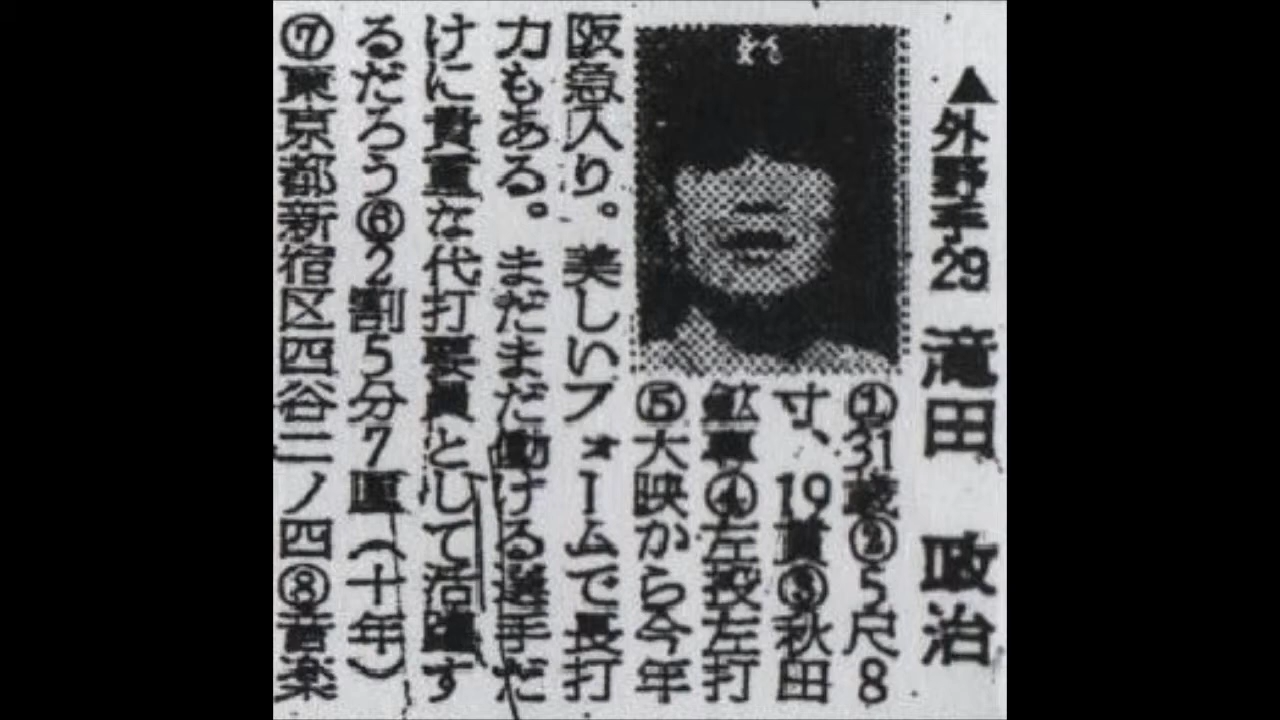 ▲外野手29 滝田 政治
①31歳②5尺8
寸、19貫③秋田
鉱専④左投左打
⑤大映から今年
阪急入り。美しいフォームで長打
力もある。まだまだ働ける選手だ
けに貴重な代打要員として活躍す
るだろう⑥2割5分7厘（十年）
⑦東京都新宿区四谷二ノ四⑧音楽